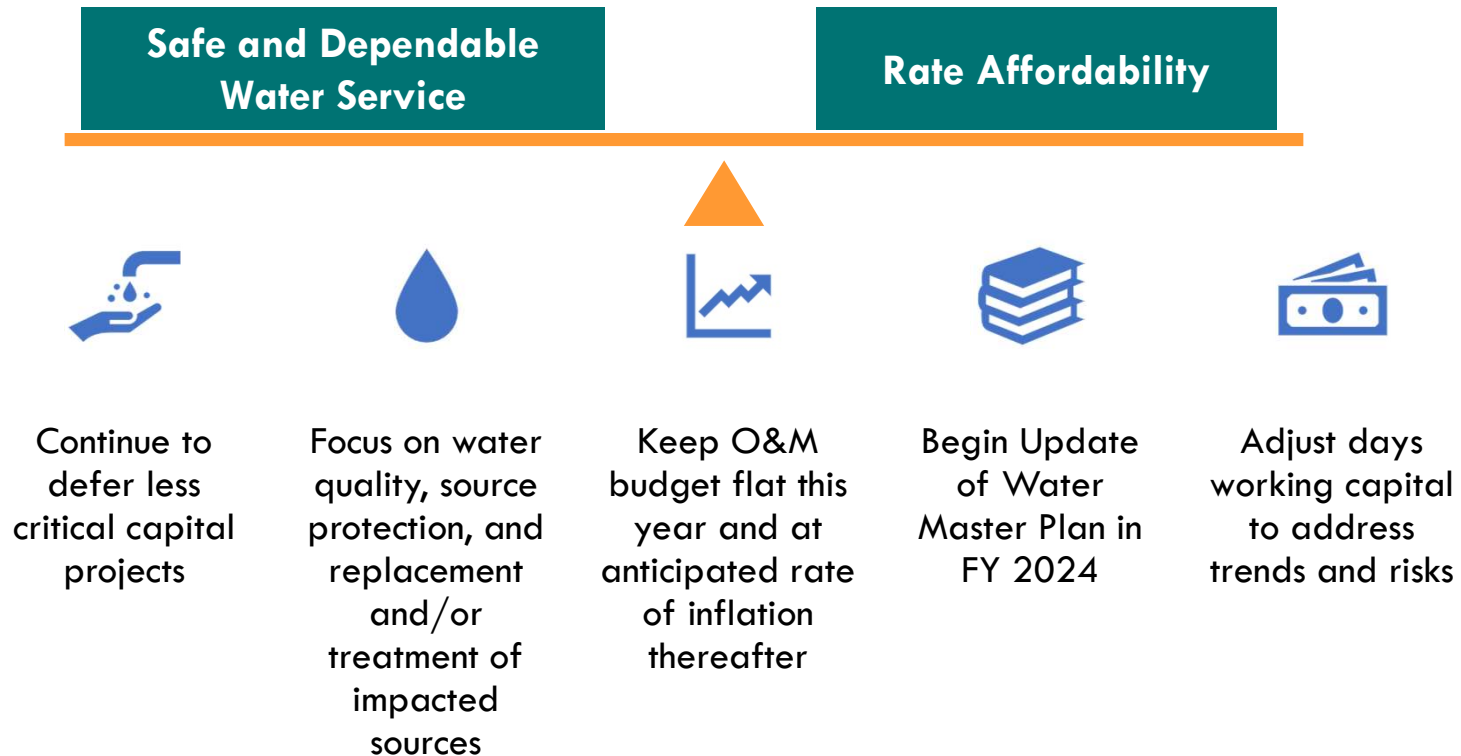 Safe and Dependable
Water Service
Rate Affordability
Continue to
defer less
critical capital
projects
Focus on water
quality, source
protection, and
replacement
and/or
treatment of
impacted
sources
Keep O&M
budget flat this
year and at
anticipated rate
of inflation
thereafter
Begin Update
of Water
Master Plan in
FY 2024
Adjust days
working capital
to address
trends and risks